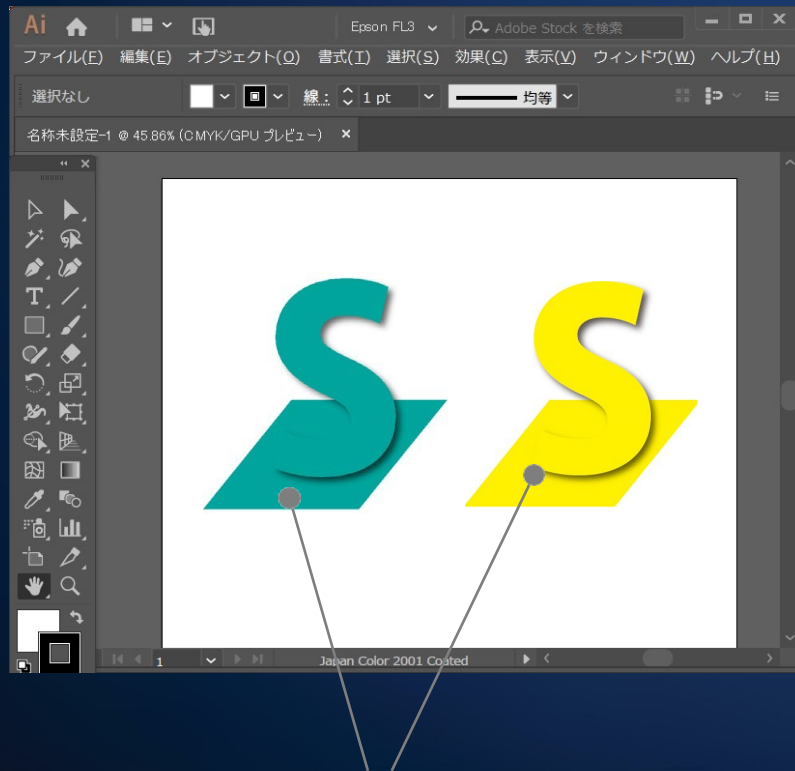 Ai Epson FL3 Adobe Stock を検索
ファイル(F) 編集(E) オブジェクト(O) 書式(T) 選択(S) 効果(C) 表示(V) ウィンドウ(W) ヘルプ(H)
選択なし 線: 1 pt 均等
名称未設定-1 @ 45.86% (CMYK/GPU プレビュー) ×
S S
1 Japan Color 2001 Coated